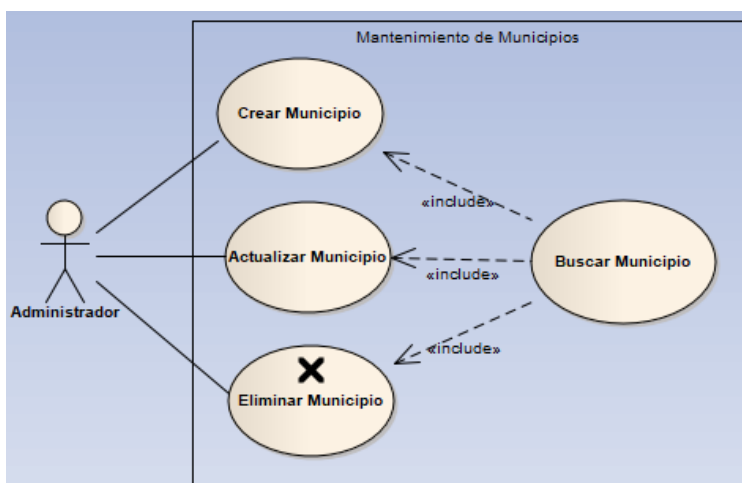 Mantenimiento de Municipios
Crear Municipio
«include»
Actualizar Municipio
«include»
Buscar Municipio
Administrador
«include»
Eliminar Municipio